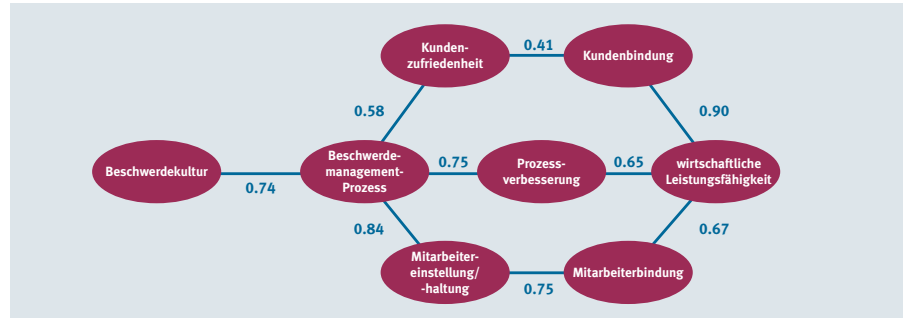 Kunden-
zufriedenheit
0.41
Kundenbindung
0.58
0.90
Beschwerdekultur
0.74
Beschwerde-
management-
Prozess
0.75
Prozess-
verbesserung
0.65
wirtschaftliche
Leistungsfähigkeit
0.84
0.67
Mitarbeiter-
einstellung/
-haltung
0.75
Mitarbeiterbindung